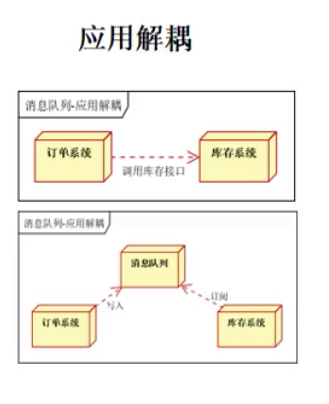 应用解耦
消息队列-应用解耦
订单系统
库存系统
调用库存接口
消息队列-应用解耦
消息队列
写入
订阅
订单系统
库存系统